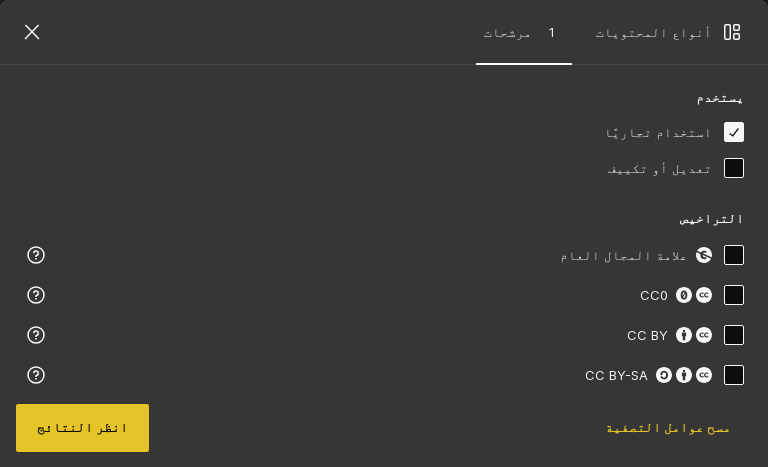 أنواع المحتويات
مرشحات 1
يستخدم
استخدام تجاريًا
تعديل أو تكييف
التراخيص
علامة المجال العام
CC0
CC BY
CC BY-SA
مسح عوامل التصفية
انظر النتائج